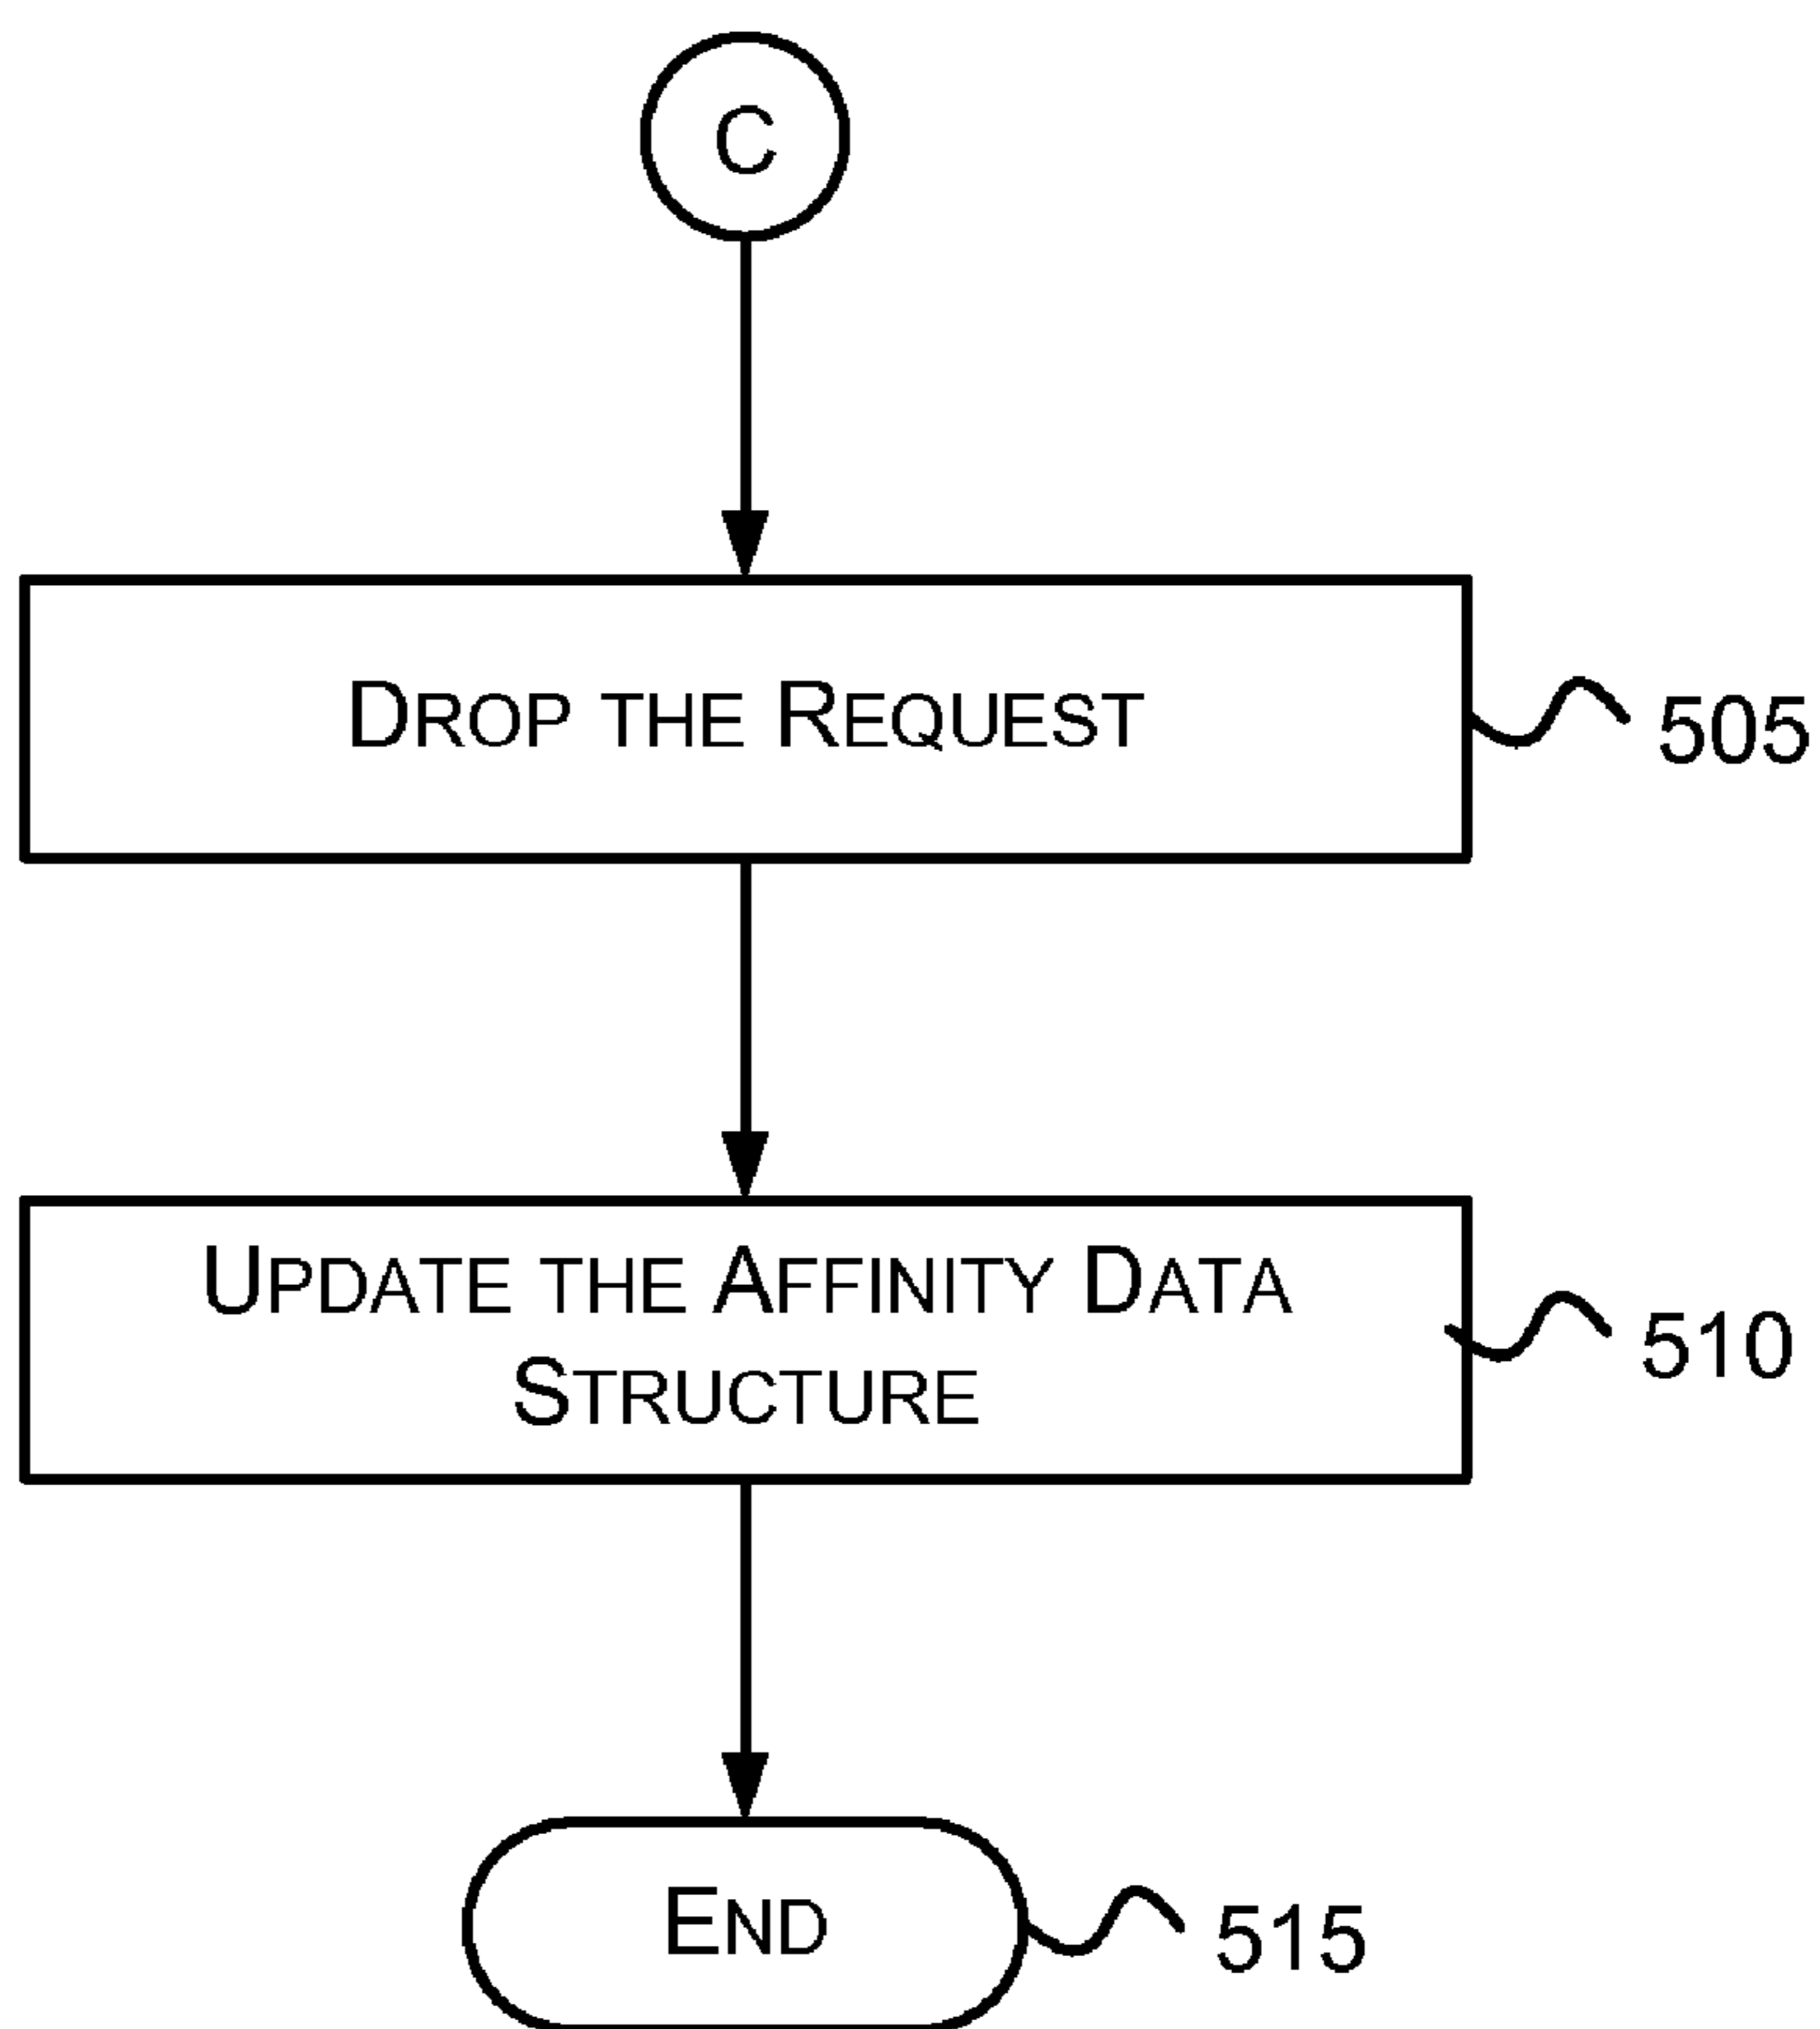 C
DROP THE REQUEST
505
UPDATE THE AFFINITY DATA
STRUCTURE
510
END
515